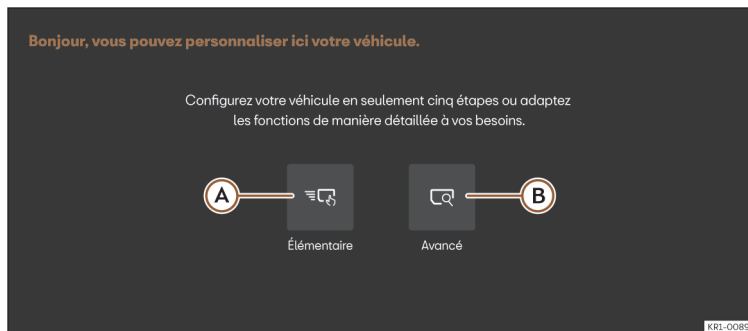 Bonjour, vous pouvez personnaliser ici votre véhicule.
Configurez votre véhicule en seulement cinq étapes ou adaptez
les fonctions de manière détaillée à vos besoins.
A
B
Élémentaire
Avancé
KR1-0089